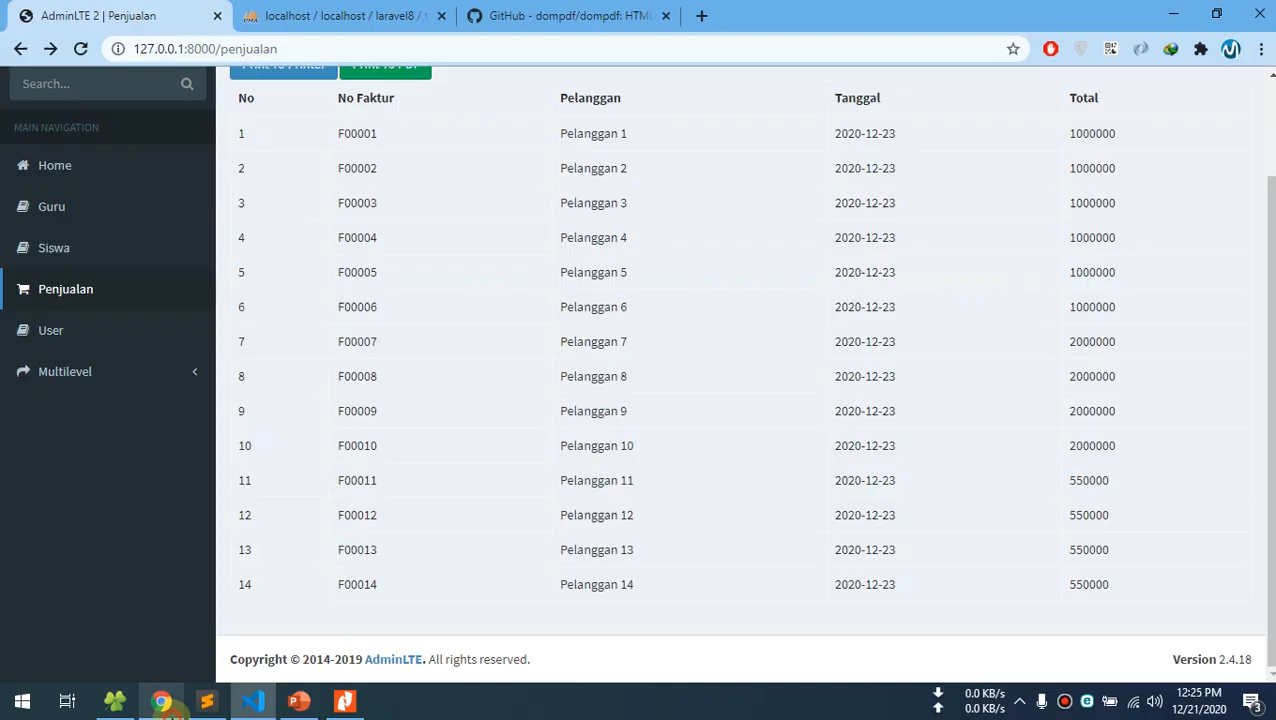 AdminLTE 2 | Penjualan
localhost / localhost / laravel8 /
GitHub - dompdf/dompdf: HTML
127.0.0.1:8000/penjualan
Search...
MAIN NAVIGATION
Home
Guru
Siswa
Penjualan
User
Multilevel
No No Faktur Pelanggan Tanggal Total
1 F00001 Pelanggan 1 2020-12-23 1000000
2 F00002 Pelanggan 2 2020-12-23 1000000
3 F00003 Pelanggan 3 2020-12-23 1000000
4 F00004 Pelanggan 4 2020-12-23 1000000
5 F00005 Pelanggan 5 2020-12-23 1000000
6 F00006 Pelanggan 6 2020-12-23 1000000
7 F00007 Pelanggan 7 2020-12-23 2000000
8 F00008 Pelanggan 8 2020-12-23 2000000
9 F00009 Pelanggan 9 2020-12-23 2000000
10 F00010 Pelanggan 10 2020-12-23 2000000
11 F00011 Pelanggan 11 2020-12-23 550000
12 F00012 Pelanggan 12 2020-12-23 550000
13 F00013 Pelanggan 13 2020-12-23 550000
14 F00014 Pelanggan 14 2020-12-23 550000
Copyright © 2014-2019 AdminLTE. All rights reserved.
Version 2.4.18
0.0 KB/s
0.0 KB/s
12:25 PM
12/21/2020
3